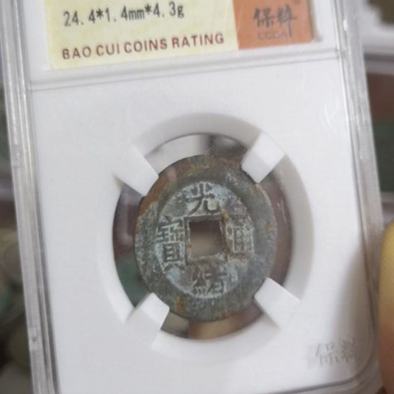 24.4*1.4mm*4.3g
保粹
BAO CUI COINS RATING
光
寶 通
緒
保粹